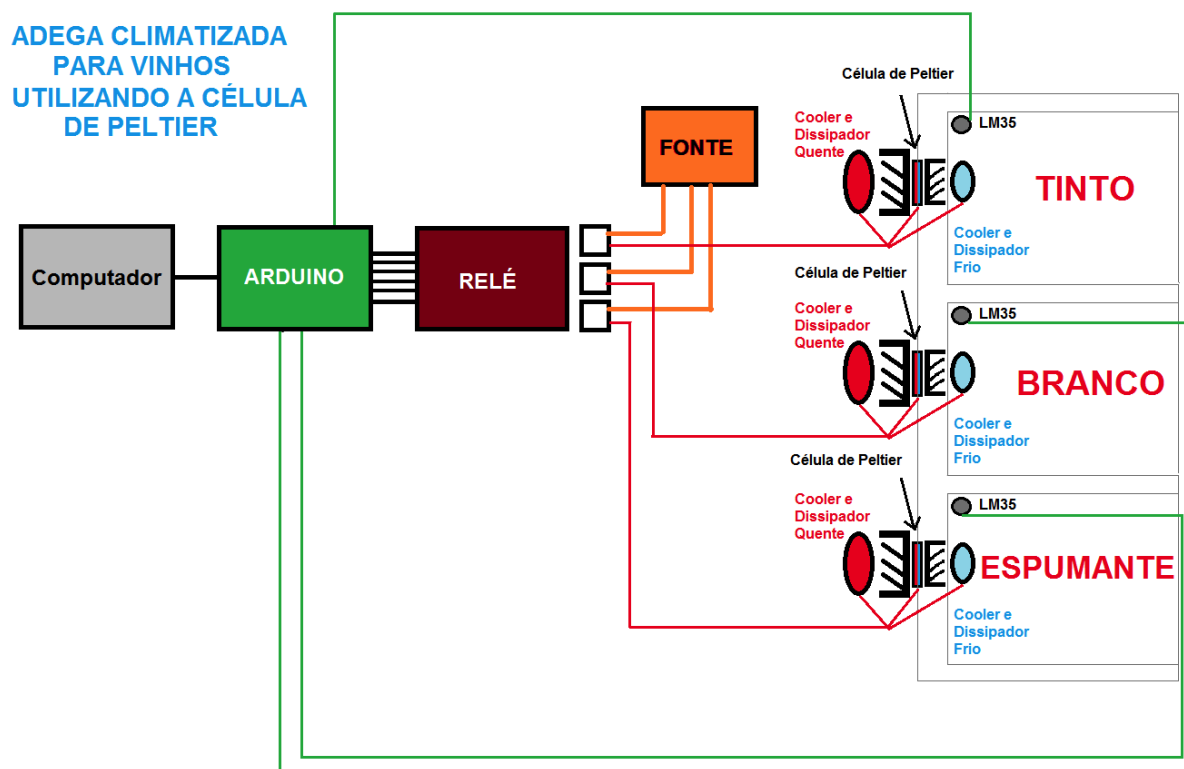 ADEGA CLIMATIZADA
PARA VINHOS
UTILIZANDO A CÉLULA
DE PELTIER
Computador
ARDUINO
RELÉ
FONTE
Célula de Peltier
Cooler e
Dissipador
Quente
LM35
TINTO
Cooler e
Dissipador
Frio
Célula de Peltier
Cooler e
Dissipador
Quente
LM35
BRANCO
Cooler e
Dissipador
Frio
Célula de Peltier
Cooler e
Dissipador
Quente
LM35
ESPUMANTE
Cooler e
Dissipador
Frio